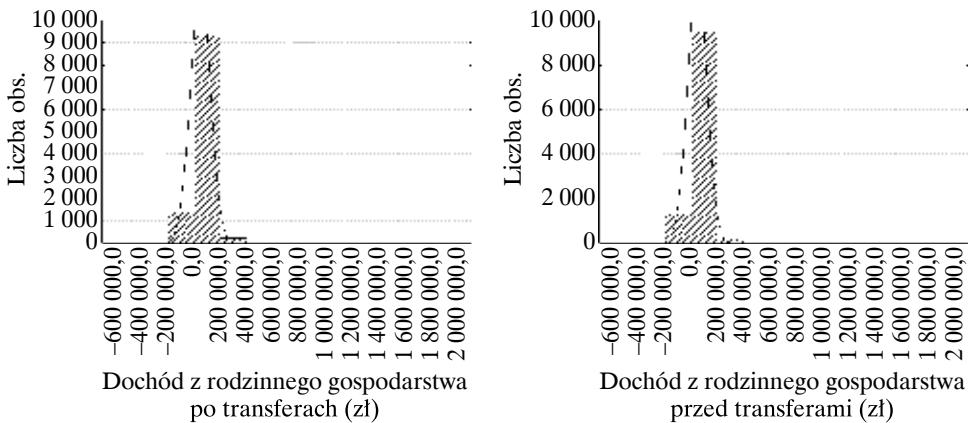 Liczba obs.
10 000
9 000
8 000
7 000
6 000
5 000
4 000
3 000
2 000
1 000
0
–600 000,0
–400 000,0
–200 000,0
0,0
200 000,0
400 000,0
600 000,0
800 000,0
1 000 000,0
1 200 000,0
1 400 000,0
1 600 000,0
1 800 000,0
2 000 000,0
Dochód z rodzinnego gospodarstwa
po transferach (zł)
Liczba obs.
10 000
8 000
6 000
4 000
2 000
0
–600 000,0
–400 000,0
–200 000,0
0,0
200 000,0
400 000,0
600 000,0
800 000,0
1 000 000,0
1 200 000,0
1 400 000,0
1 600 000,0
1 800 000,0
2 000 000,0
Dochód z rodzinnego gospodarstwa
przed transferami (zł)